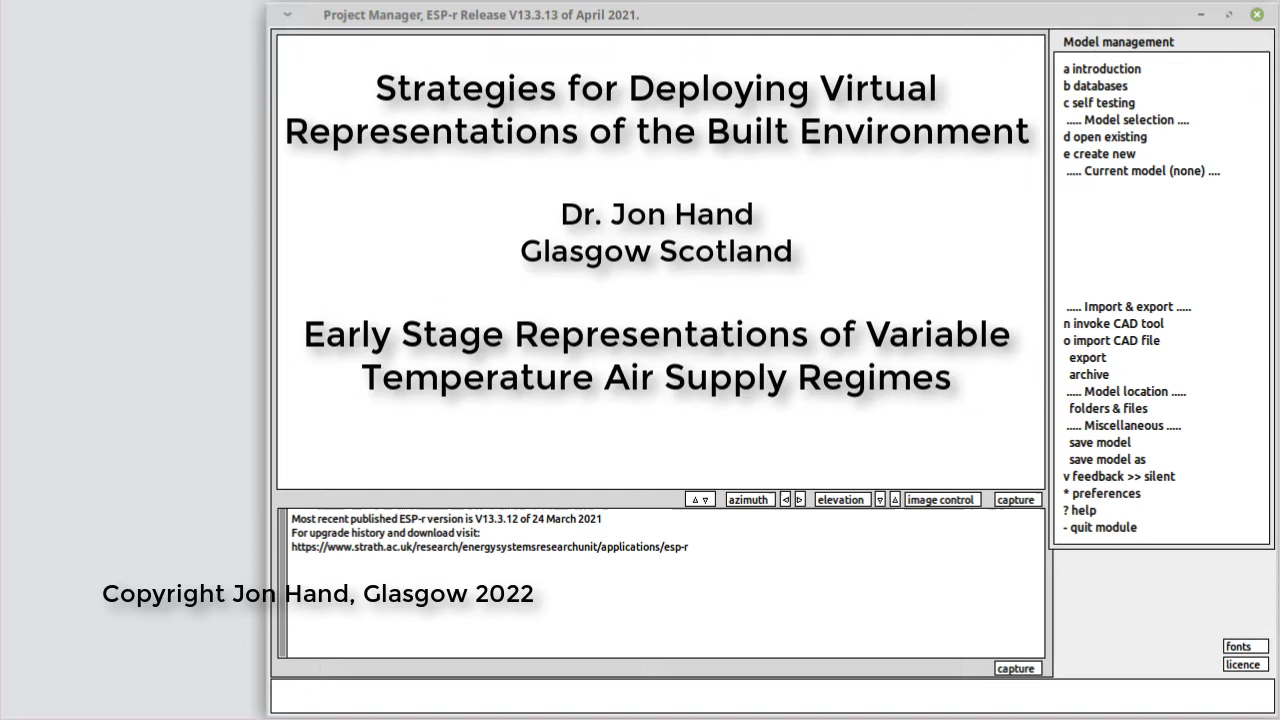 Project Manager, ESP-r Release V13.3.13 of April 2021.
Strategies for Deploying Virtual
Representations of the Built Environment
Dr. Jon Hand
Glasgow Scotland
Early Stage Representations of Variable
Temperature Air Supply Regimes
azimuth
elevation
image control
capture
Most recent published ESP-r version is V13.3.12 of 24 March 2021
For upgrade history and download visit:
https://www.strath.ac.uk/research/energysystemsresearchunit/applications/esp-r
Copyright Jon Hand, Glasgow 2022
capture
Model management
a introduction
b databases
c self testing
..... Model selection ....
d open existing
e create new
..... Current model (none) ....
..... Import & export .....
n invoke CAD tool
o import CAD file
export
archive
..... Model location .....
folders & files
..... Miscellaneous .....
save model
save model as
v feedback >> silent
* preferences
? help
- quit module
fonts
licence